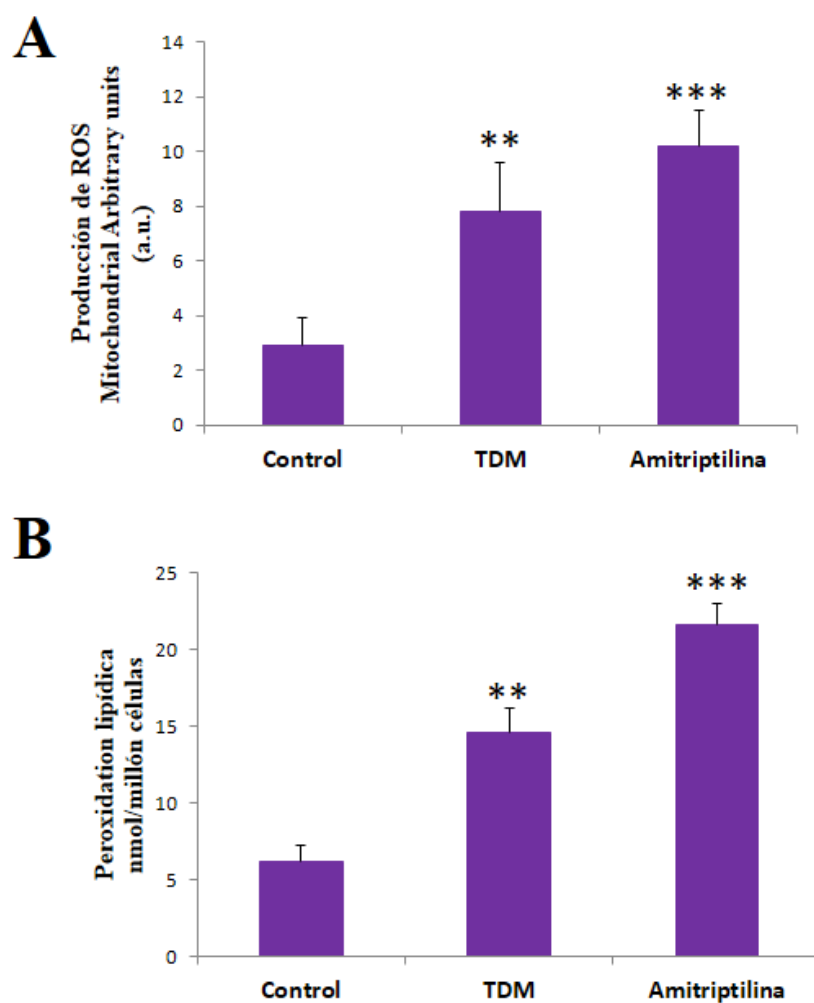 A
Producción de ROS
Mitochondrial Arbitrary units
(a.u.)
14
12
10
8
6
4
2
0
**
***
Control
TDM
Amitriptilina
B
Peroxidation lipídica
nmol/millón células
25
20
15
10
5
0
**
***
Control
TDM
Amitriptilina